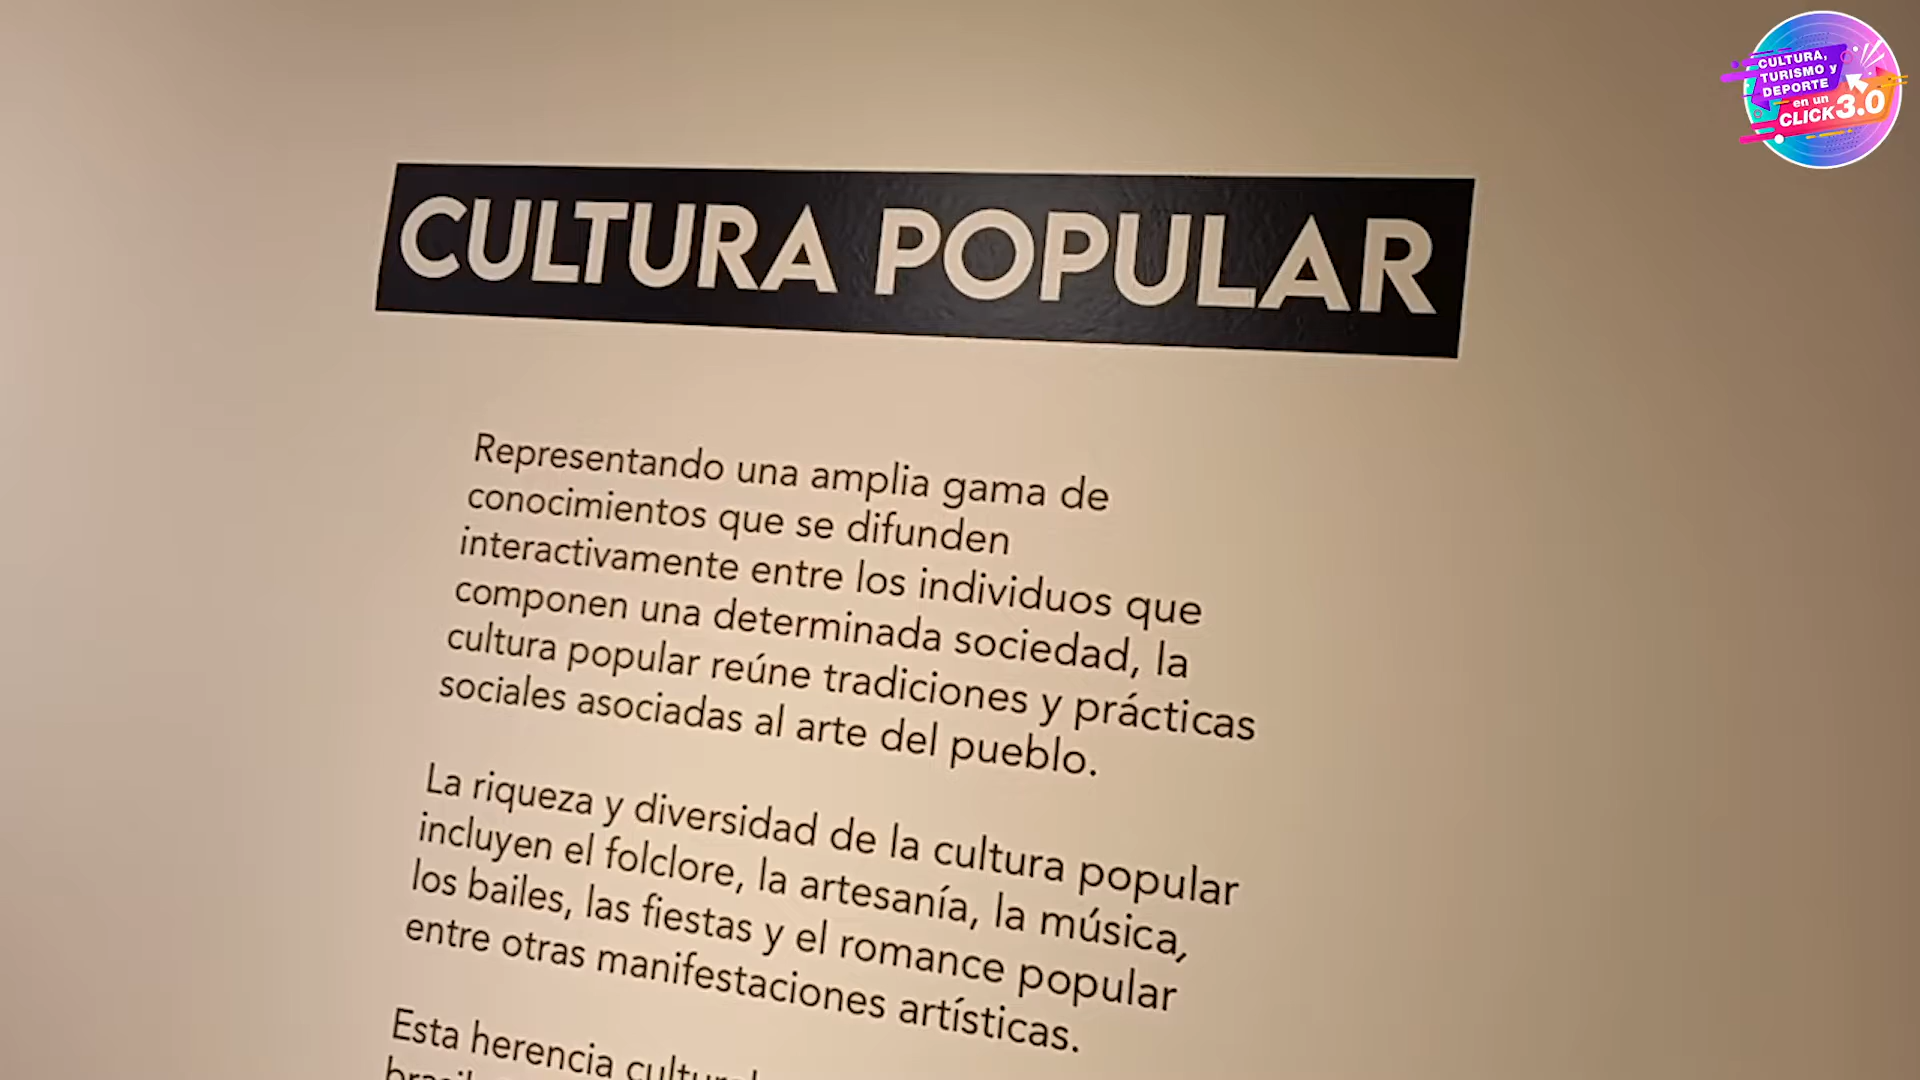 CULTURA,
TURISMO y
DEPORTE
en un
CLICK 3.0
CULTURA POPULAR
Representando una amplia gama de
conocimientos que se difunden
interactivamente entre los individuos que
componen una determinada sociedad, la
cultura popular reúne tradiciones y prácticas
sociales asociadas al arte del pueblo.
La riqueza y diversidad de la cultura popular
incluyen el folclore, la artesanía, la música,
los bailes, las fiestas y el romance popular
entre otras manifestaciones artísticas.
Esta herencia